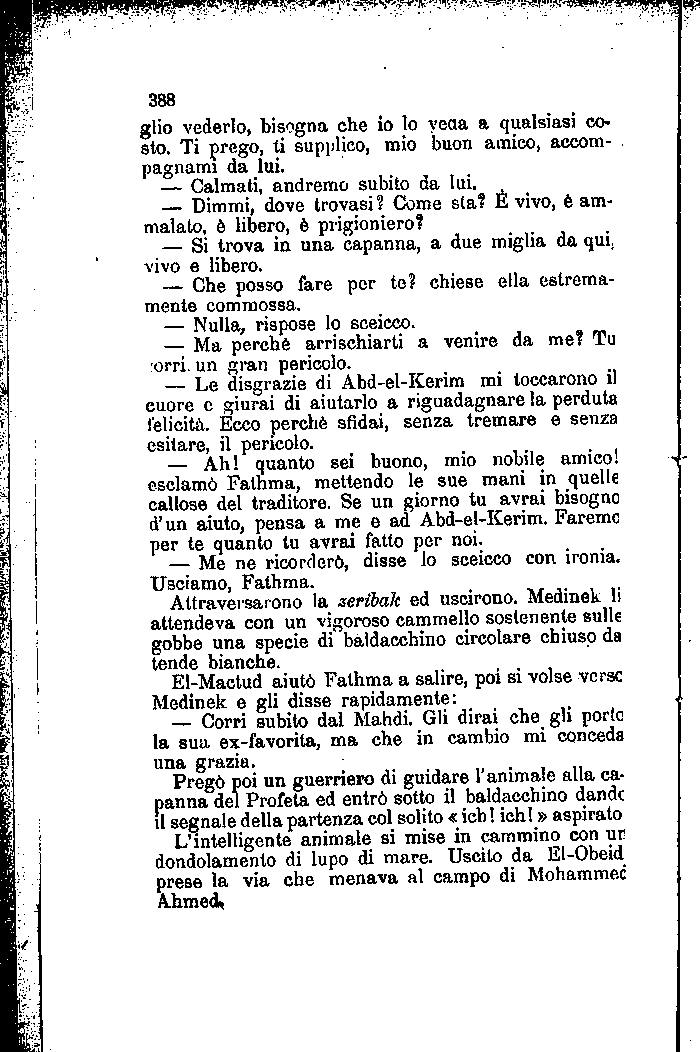 388
glio vederlo, bisogna che io lo veda a qualsiasi co-
sto. Ti prego, ti supplico, mio buon amico, accom-
pagnami da lui.
— Calmati, andremo subito da lui.
— Dimmi, dove trovasi? Come sta? È vivo, è am-
malato, è libero, è prigioniero?
— Si trova in una capanna, a due miglia da qui,
vivo e libero.
— Che posso fare per te? chiese ella estrema-
mente commossa.
— Nulla, rispose lo sceicco.
— Ma perchè arrischiarti a venire da me? Tu
corri un gran pericolo.
— Le disgrazie di Abd-el-Kerim mi toccarono il
cuore e giurai di aiutarlo a riguadagnare la perduta
felicità. Ecco perchè sfidai, senza tremare e senza
esitare, il pericolo.
— Ah! quanto sei buono, mio nobile amico!
esclamò Fathma, mettendo le sue mani in quelle
callose del traditore. Se un giorno tu avrai bisogno
d'un aiuto, pensa a me e ad Abd-el-Kerim. Faremo
per te quanto tu avrai fatto per noi.
— Me ne ricorderò, disse lo sceicco con ironia.
Usciamo, Fathma.
Attraversarono la zeribak ed uscirono. Medinek li
attendeva con un vigoroso cammello sostenente sulle
gobbe una specie di baldacchino circolare chiuso da
tende bianche.
El-Mactud aiutò Fathma a salire, poi si volse verso
Medinek e gli disse rapidamente:
— Corri subito dal Mahdi. Gli dirai che gli porto
la sua ex-favorita, ma che in cambio mi conceda
una grazia.
Pregò poi un guerriero di guidare l'animale alla ca-
panna del Profeta ed entrò sotto il baldacchino dando
il segnale della partenza col solito « ich! ich! » aspirato
L'intelligente animale si mise in cammino con un
dondolamento di lupo di mare. Uscito da El-Obeid
prese la via che menava al campo di Mohammed
Ahmed.